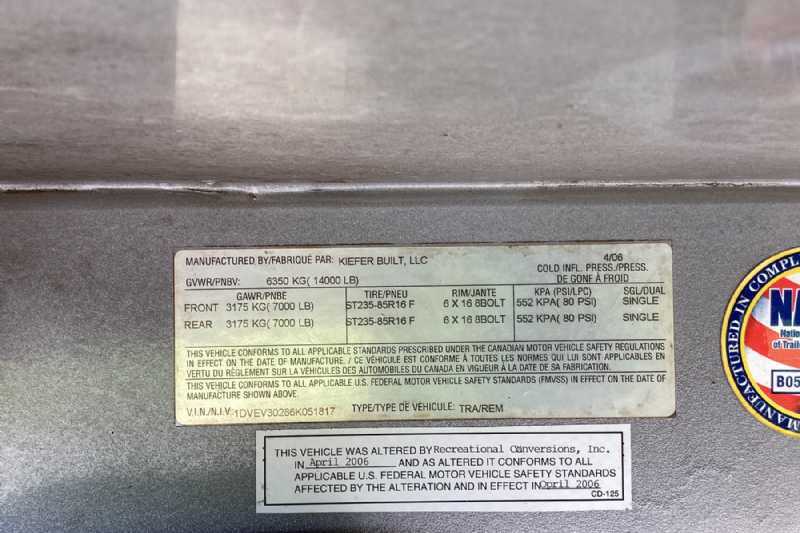 MANUFACTURED BY/FABRIQUÉ PAR: KIEFER BUILT, LLC 4/06
GVWR/PNBV: 6350 KG( 14000 LB) COLD INFL. PRESS./PRESS. DE GONF À FROID
GAWR/PNBE TIRE/PNEU RIM/JANTE KPA (PSI/LPC) SGL/DUAL
FRONT 3175 KG( 7000 LB) ST235-85R16 F 6 X 16 8BOLT 552 KPA( 80 PSI) SINGLE
REAR 3175 KG( 7000 LB) ST235-85R16 F 6 X 16 8BOLT 552 KPA( 80 PSI) SINGLE
THIS VEHICLE CONFORMS TO ALL APPLICABLE STANDARDS PRESCRIBED UNDER THE CANADIAN MOTOR VEHICLE SAFETY REGULATIONS
IN EFFECT ON THE DATE OF MANUFACTURE. / CE VÉHICULE EST CONFORME À TOUTES LES NORMES QUI LUI SONT APPLICABLES EN
VERTU DU RÈGLEMENT SUR LA VÉHICULES DES AUTOMOBILES DU CANADA EN VIGUEUR À LA DATE DE SA FABRICATION.
THIS VEHICLE CONFORMS TO ALL APPLICABLE U.S. FEDERAL MOTOR VEHICLE SAFETY STANDARDS (FMVSS) IN EFFECT ON THE DATE OF
MANUFACTURE SHOWN ABOVE.
V.I.N./N.I.V. 1DVEV30286K051817 TYPE/TYPE DE VÉHICULE: TRA/REM
THIS VEHICLE WAS ALTERED BY Recreational Conversions, Inc.
IN April 2006 AND AS ALTERED IT CONFORMS TO ALL
APPLICABLE U.S. FEDERAL MOTOR VEHICLE SAFETY STANDARDS
AFFECTED BY THE ALTERATION AND IN EFFECT IN April 2006
CD-125
MANUFACTURED IN COMPL
NA
Nation
of Traile
B05